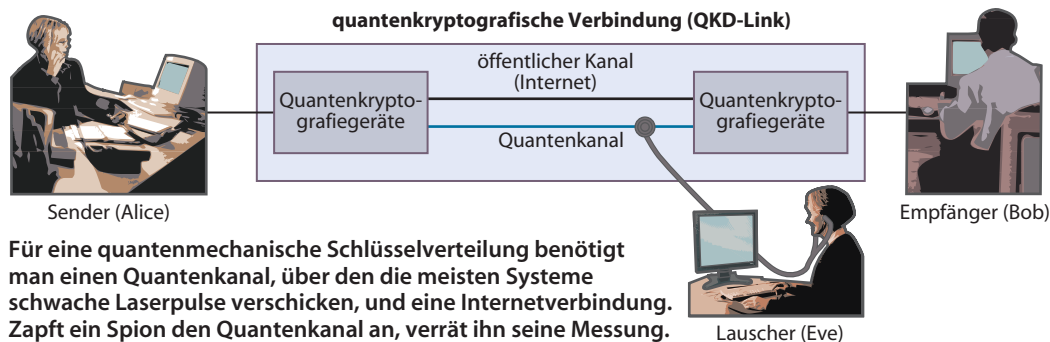 quantenkryptografische Verbindung (QKD-Link)
öffentlicher Kanal
(Internet)
Quantenkrypto-
grafiegeräte
Quantenkrypto-
grafiegeräte
Quantenkanal
Sender (Alice)
Empfänger (Bob)
Für eine quantenmechanische Schlüsselverteilung benötigt
man einen Quantenkanal, über den die meisten Systeme
schwache Laserpulse verschicken, und eine Internetverbindung.
Zapft ein Spion den Quantenkanal an, verrät ihn seine Messung.
Lauscher (Eve)